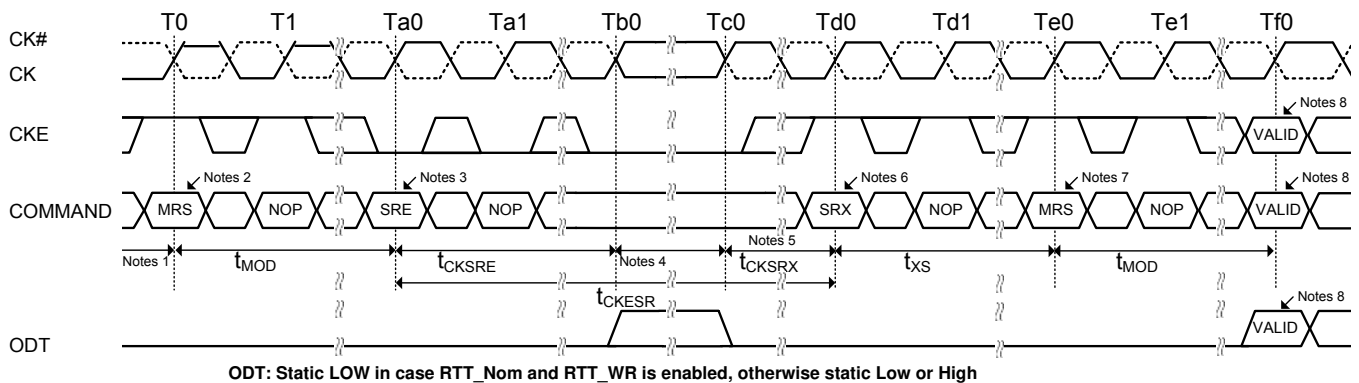 T0 T1 Ta0 Ta1 Tb0 Tc0 Td0 Td1 Te0 Te1 Tf0
CK#
CK
Notes 8
CKE
VALID
Notes 2 Notes 3 Notes 6 Notes 7 Notes 8
COMMAND MRS NOP SRE NOP SRX NOP MRS NOP VALID
Notes 1 tMOD tCKSRE Notes 4 Notes 5 tCKSRX tXS tMOD
tCKESR
Notes 8
VALID
ODT
ODT: Static LOW in case RTT_Nom and RTT_WR is enabled, otherwise static Low or High